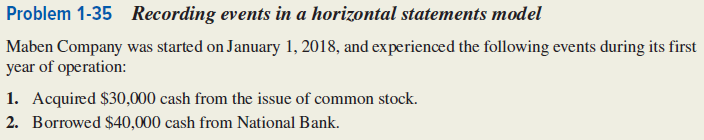 Problem 1-35 Recording events in a horizontal statements model
Maben Company was started on January 1, 2018, and experienced the following events during its first
year of operation:
1. Acquired $30,000 cash from the issue of common stock.
2. Borrowed $40,000 cash from National Bank.